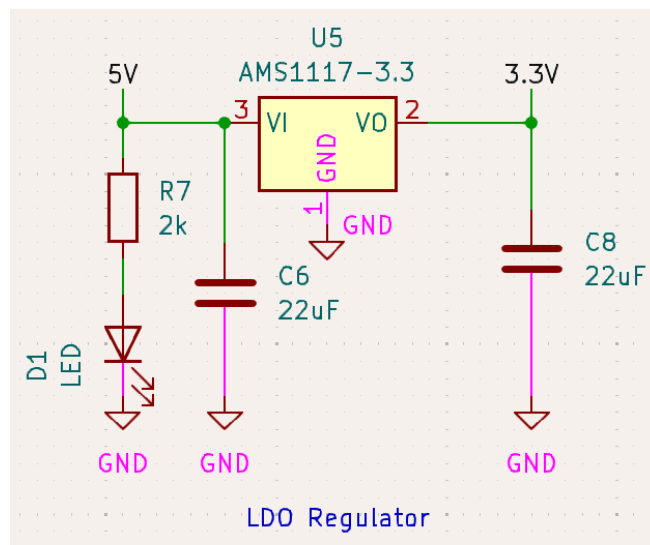 U5
AMS1117-3.3
5V
3.3V
3
VI
VO
2
GND
1
GND
R7
2k
C6
22uF
C8
22uF
D1
LED
GND
GND
GND
LDO Regulator